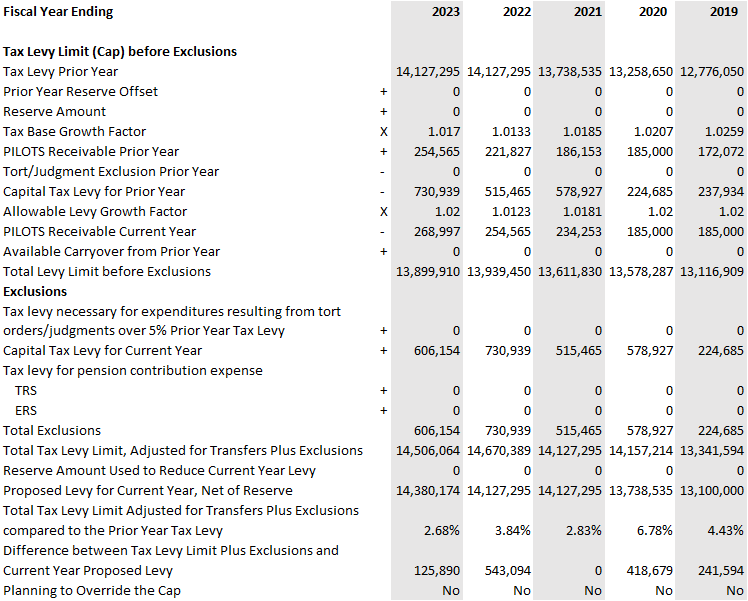 Fiscal Year Ending 2023 2022 2021 2020 2019
Tax Levy Limit (Cap) before Exclusions
Tax Levy Prior Year 14,127,295 14,127,295 13,738,535 13,258,650 12,776,050
Prior Year Reserve Offset + 0 0 0 0 0
Reserve Amount + 0 0 0 0 0
Tax Base Growth Factor X 1.017 1.0133 1.0185 1.0207 1.0259
PILOTS Receivable Prior Year + 254,565 221,827 186,153 185,000 172,072
Tort/Judgment Exclusion Prior Year - 0 0 0 0 0
Capital Tax Levy for Prior Year - 730,939 515,465 578,927 224,685 237,934
Allowable Levy Growth Factor X 1.02 1.0123 1.0181 1.02 1.02
PILOTS Receivable Current Year - 268,997 254,565 234,253 185,000 185,000
Available Carryover from Prior Year + 0 0 0 0 0
Total Levy Limit before Exclusions 13,899,910 13,939,450 13,611,830 13,578,287 13,116,909
Exclusions
Tax levy necessary for expenditures resulting from tort
orders/judgments over 5% Prior Year Tax Levy + 0 0 0 0 0
Capital Tax Levy for Current Year + 606,154 730,939 515,465 578,927 224,685
Tax levy for pension contribution expense
TRS + 0 0 0 0 0
ERS + 0 0 0 0 0
Total Exclusions 606,154 730,939 515,465 578,927 224,685
Total Tax Levy Limit, Adjusted for Transfers Plus Exclusions 14,506,064 14,670,389 14,127,295 14,157,214 13,341,594
Reserve Amount Used to Reduce Current Year Levy 0 0 0 0 0
Proposed Levy for Current Year, Net of Reserve 14,380,174 14,127,295 14,127,295 13,738,535 13,100,000
Total Tax Levy Limit Adjusted for Transfers Plus Exclusions
compared to the Prior Year Tax Levy 2.68% 3.84% 2.83% 6.78% 4.43%
Difference between Tax Levy Limit Plus Exclusions and
Current Year Proposed Levy 125,890 543,094 0 418,679 241,594
Planning to Override the Cap No No No No No